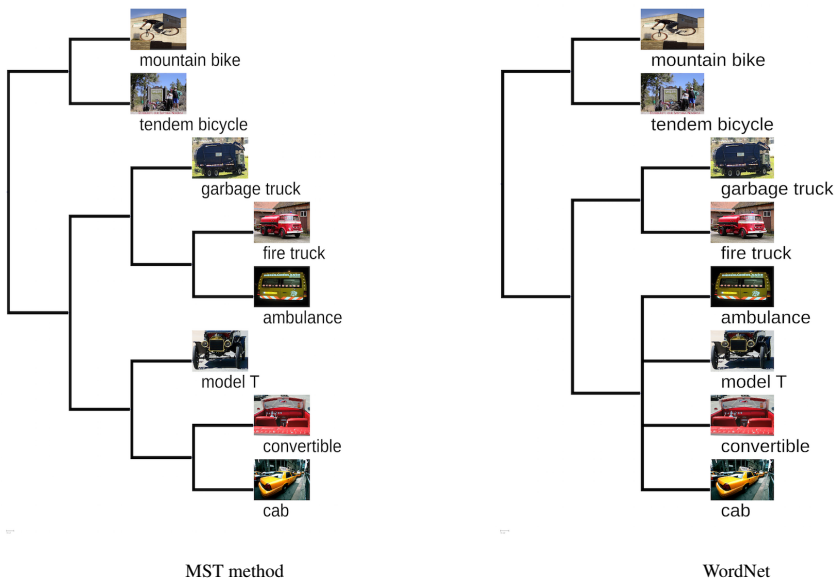 mountain bike
tendem bicycle
garbage truck
fire truck
ambulance
model T
convertible
cab
MST method
mountain bike
tendem bicycle
garbage truck
fire truck
ambulance
model T
convertible
cab
WordNet